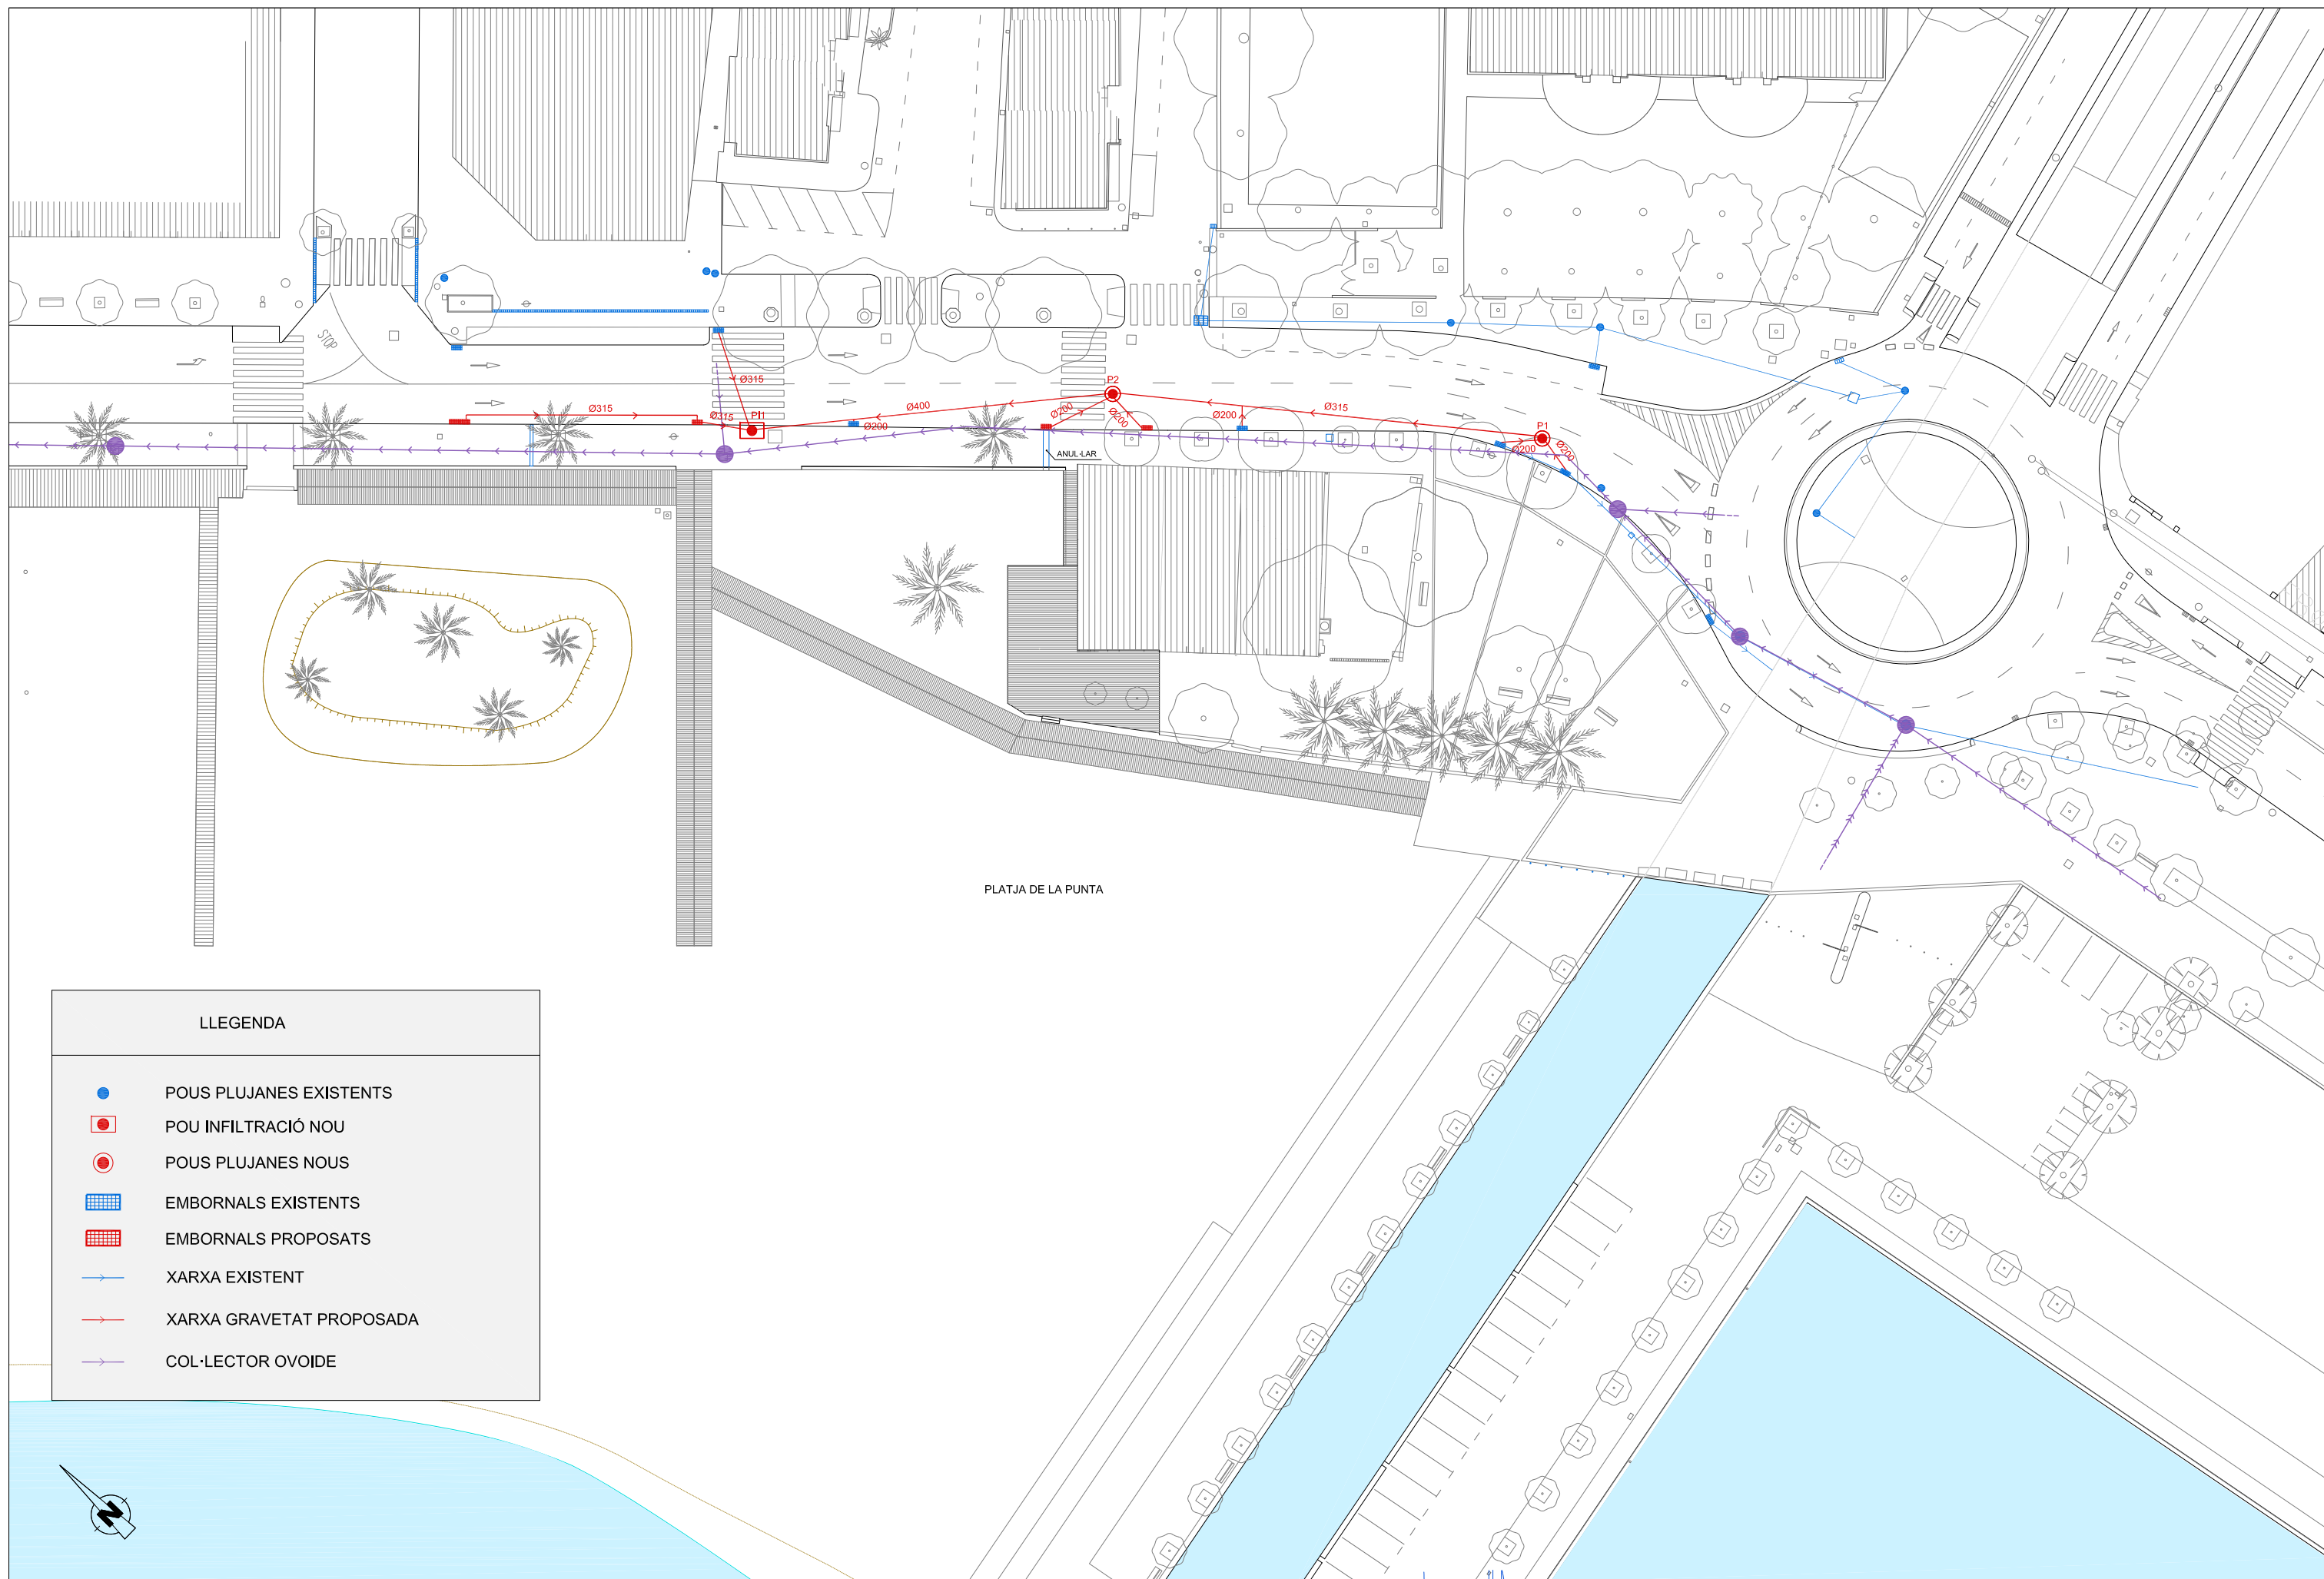 STOP
Ø315
Ø315
Ø315
PI1
Ø400
Ø200
P2
Ø200
Ø200
Ø200
Ø315
P1
Ø200
Ø200
ANUL·LAR
PLATJA DE LA PUNTA
LLEGENDA
POUS PLUJANES EXISTENTS
POU INFILTRACIÓ NOU
POUS PLUJANES NOUS
EMBORNALS EXISTENTS
EMBORNALS PROPOSATS
XARXA EXISTENT
XARXA GRAVETAT PROPOSADA
COL·LECTOR OVOIDE
N